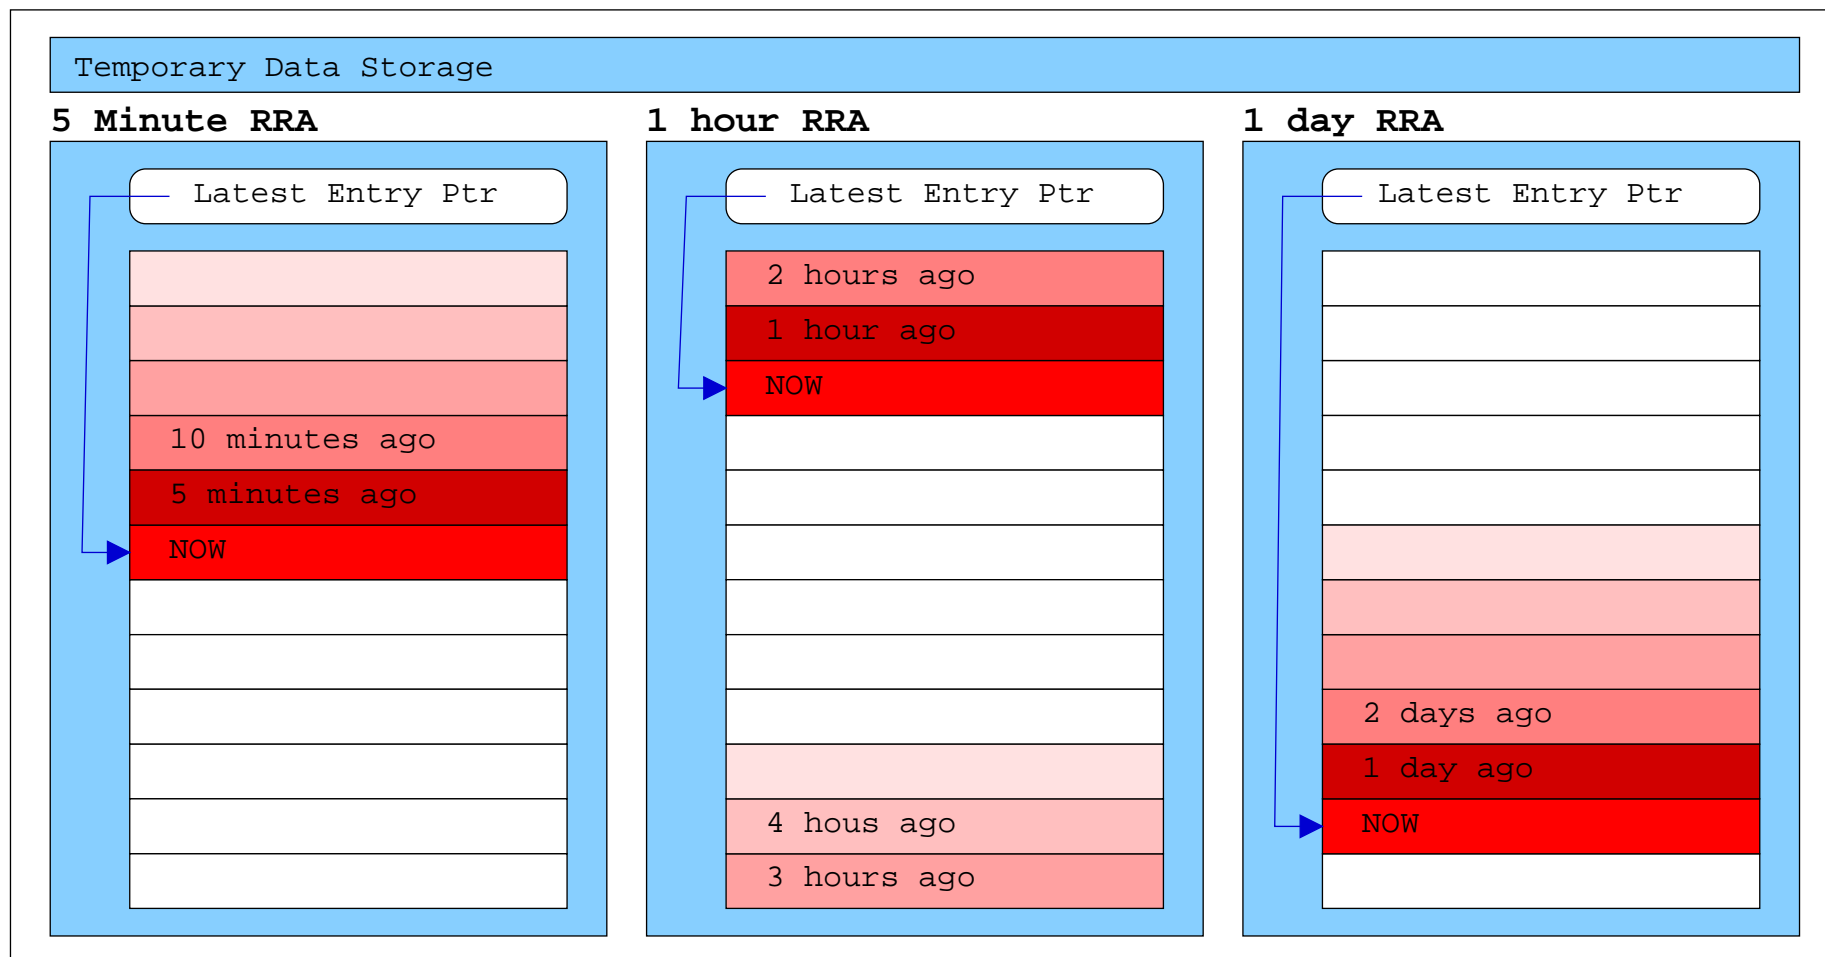 Temporary Data Storage
5 Minute RRA
Latest Entry Ptr
10 minutes ago
5 minutes ago
NOW
1 hour RRA
Latest Entry Ptr
2 hours ago
1 hour ago
NOW
4 hous ago
3 hours ago
1 day RRA
Latest Entry Ptr
2 days ago
1 day ago
NOW